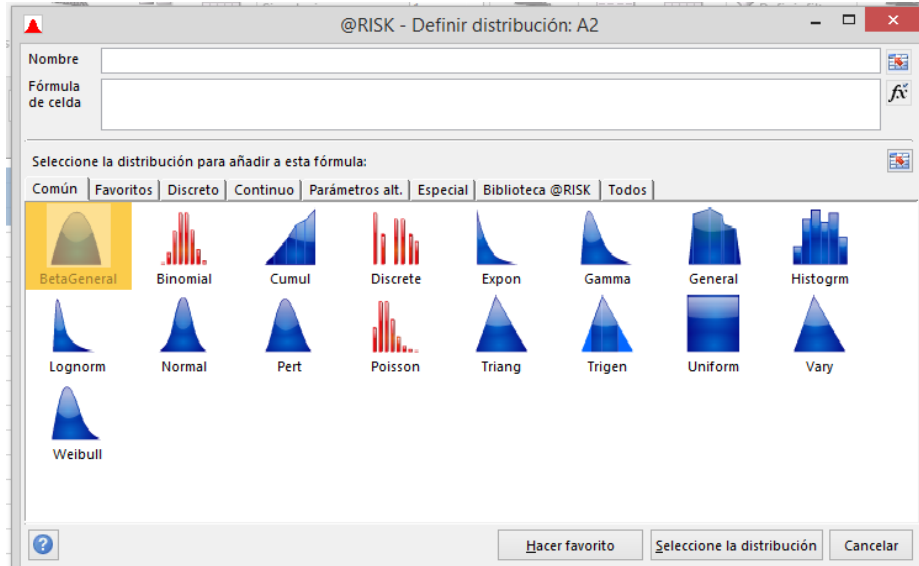 @RISK - Definir distribución: A2
Nombre
Fórmula
de celda
Seleccione la distribución para añadir a esta fórmula:
Común Favoritos Discreto Continuo Parámetros alt. Especial Biblioteca @RISK Todos
BetaGeneral Binomial Cumul Discrete Expon Gamma General Histogrm
Lognorm Normal Pert Poisson Triang Trigen Uniform Vary
Weibull
Hacer favorito Seleccione la distribución Cancelar